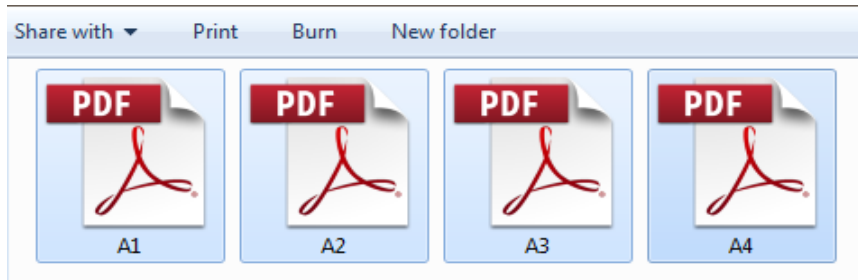 Share with Print Burn New folder
PDF PDF PDF PDF
A1 A2 A3 A4